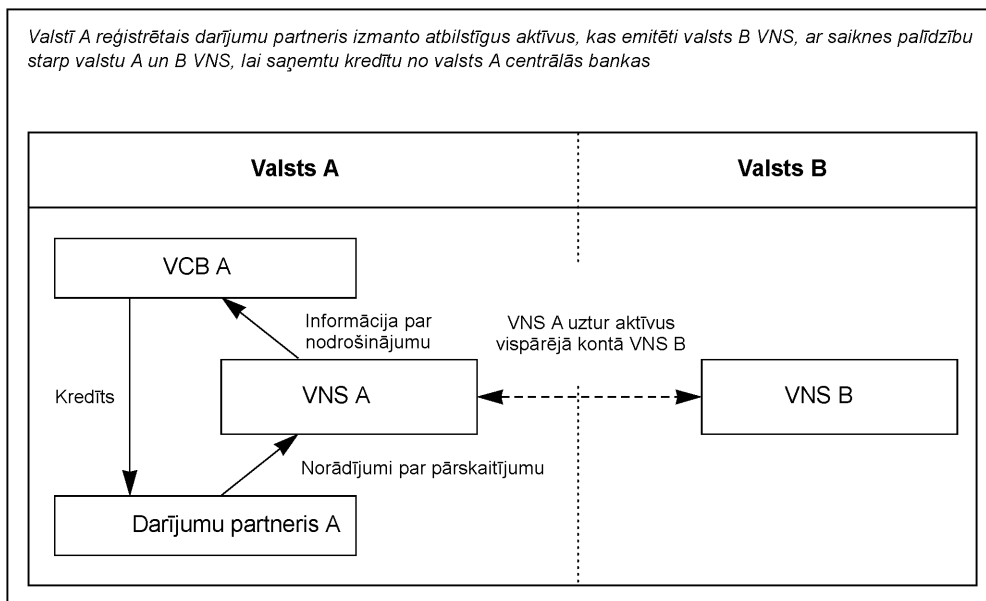 Valstī A reģistrētais darījumu partneris izmanto atbilstīgus aktīvus, kas emitēti valsts B VNS, ar saiknes palīdzību
starp valstu A un B VNS, lai saņemtu kredītu no valsts A centrālās bankas
Valsts A
Valsts B
VCB A
Informācija par
nodrošinājumu
VNS A uztur aktīvus
vispārējā kontā VNS B
Kredīts
VNS A
VNS B
Norādījumi par pārskaitījumu
Darījumu partneris A